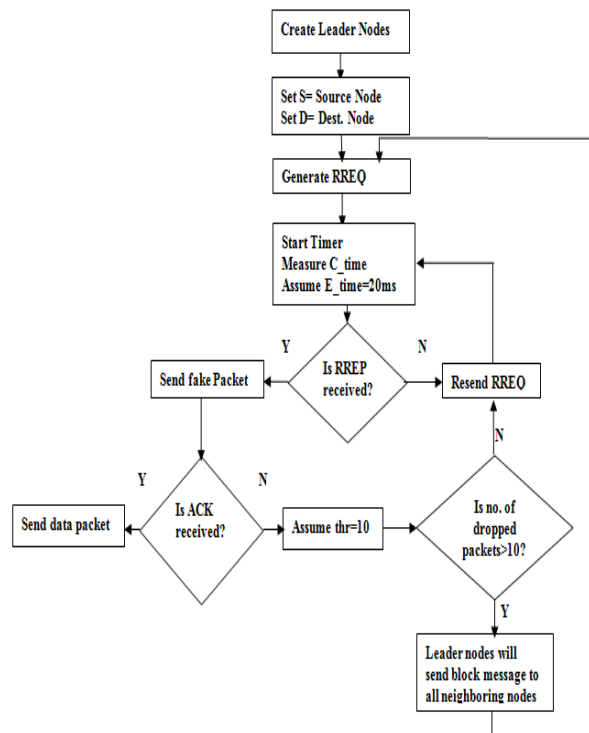 Create Leader Nodes
Set S= Source Node
Set D= Dest. Node
Generate RREQ
Start Timer
Measure C_time
Assume E_time=20ms
Y
N
Is RREP
received?
Send fake Packet
Resend RREQ
N
Y
N
Is ACK
received?
Send data packet
Assume thr=10
Is no. of
dropped
packets>10?
Y
Leader nodes will
send block message to
all neighboring nodes